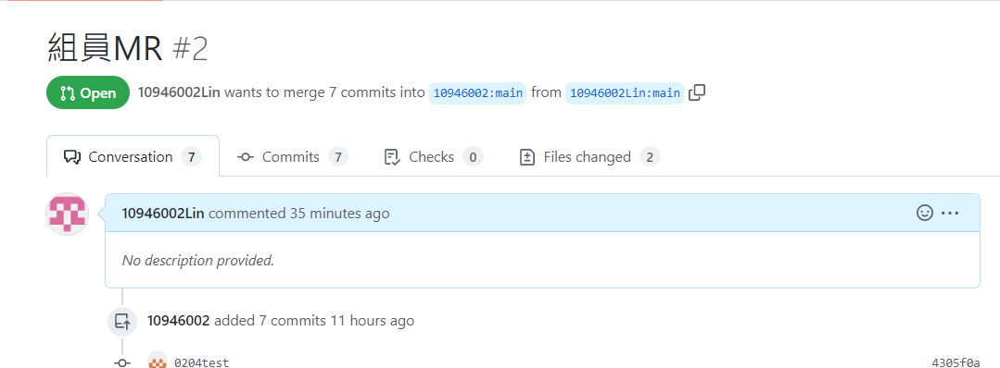 組員MR #2
Open 10946002Lin wants to merge 7 commits into 10946002:main from 10946002Lin:main
Conversation 7 Commits 7 Checks 0 Files changed 2
10946002Lin commented 35 minutes ago
No description provided.
10946002 added 7 commits 11 hours ago
0204test 4305f0a